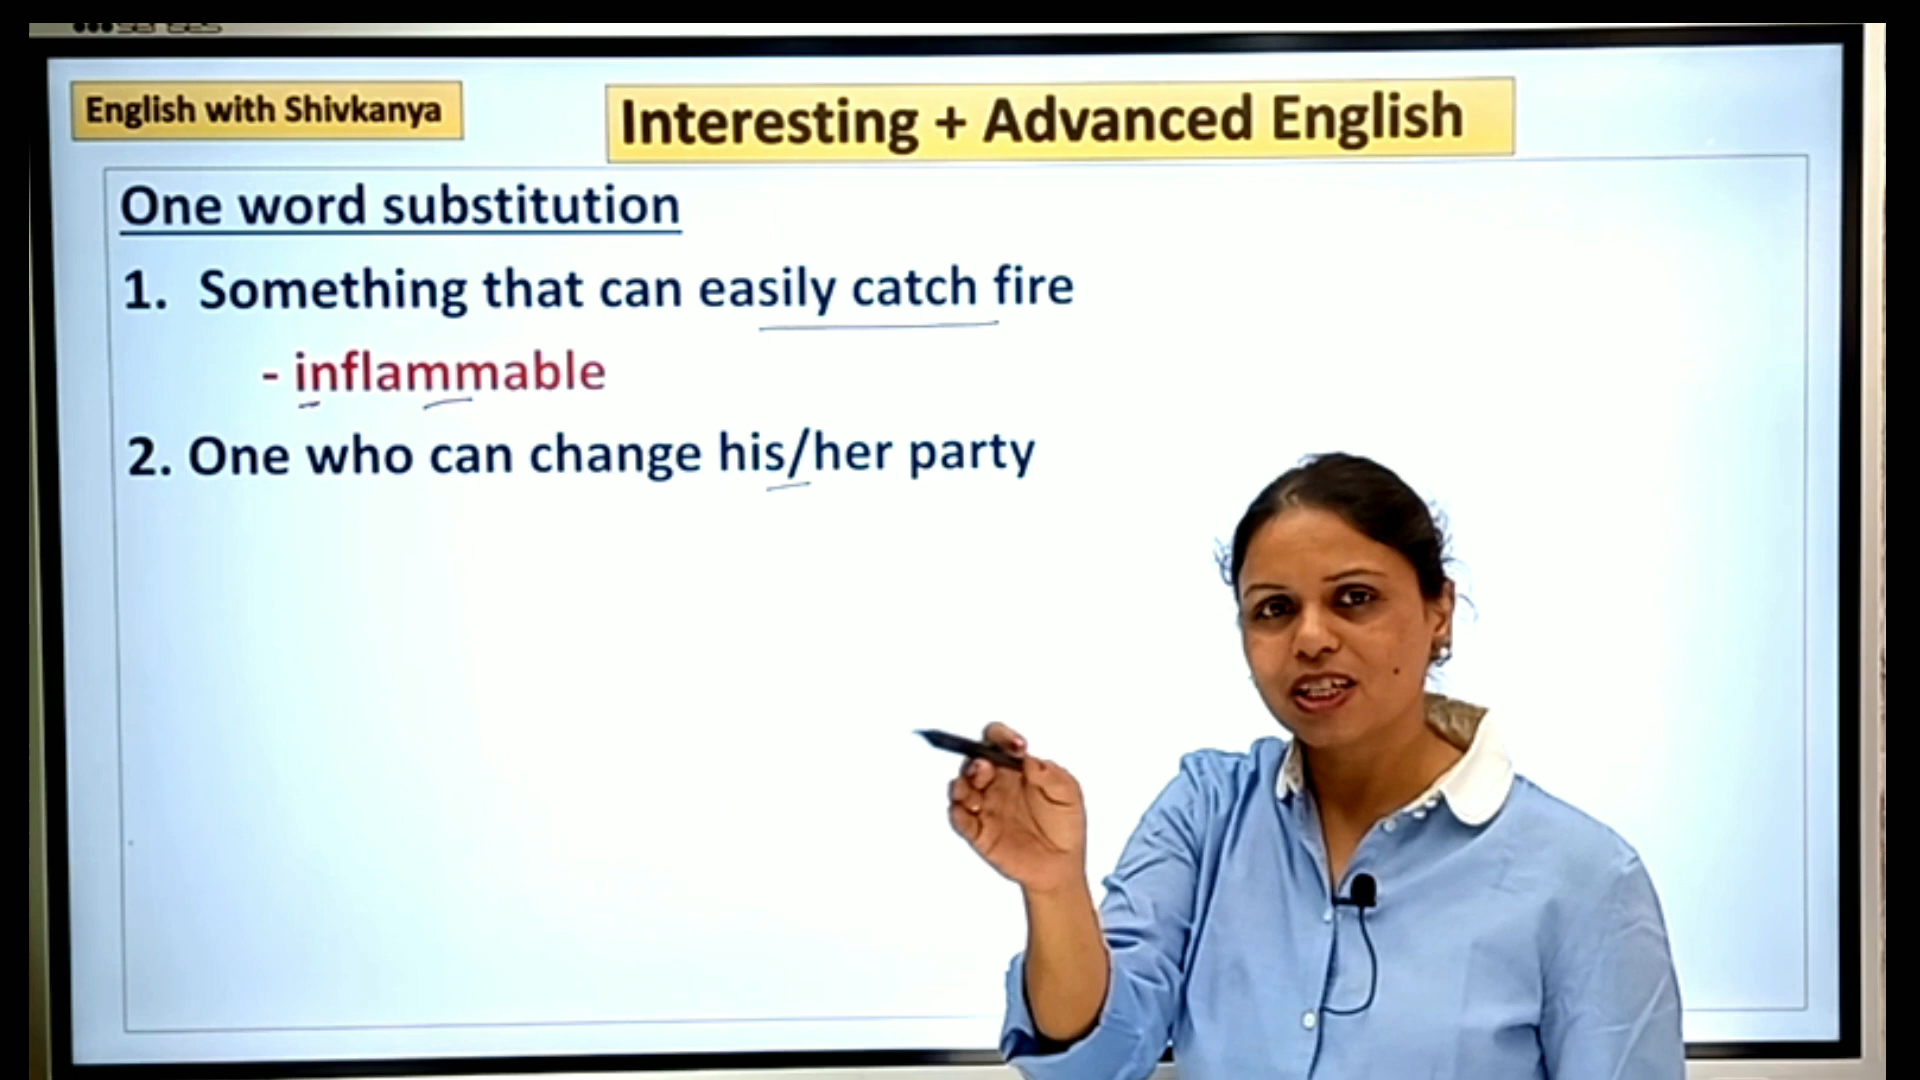 English with Shivkanya
Interesting + Advanced English
One word substitution
1. Something that can easily catch fire
- inflammable
2. One who can change his/her party